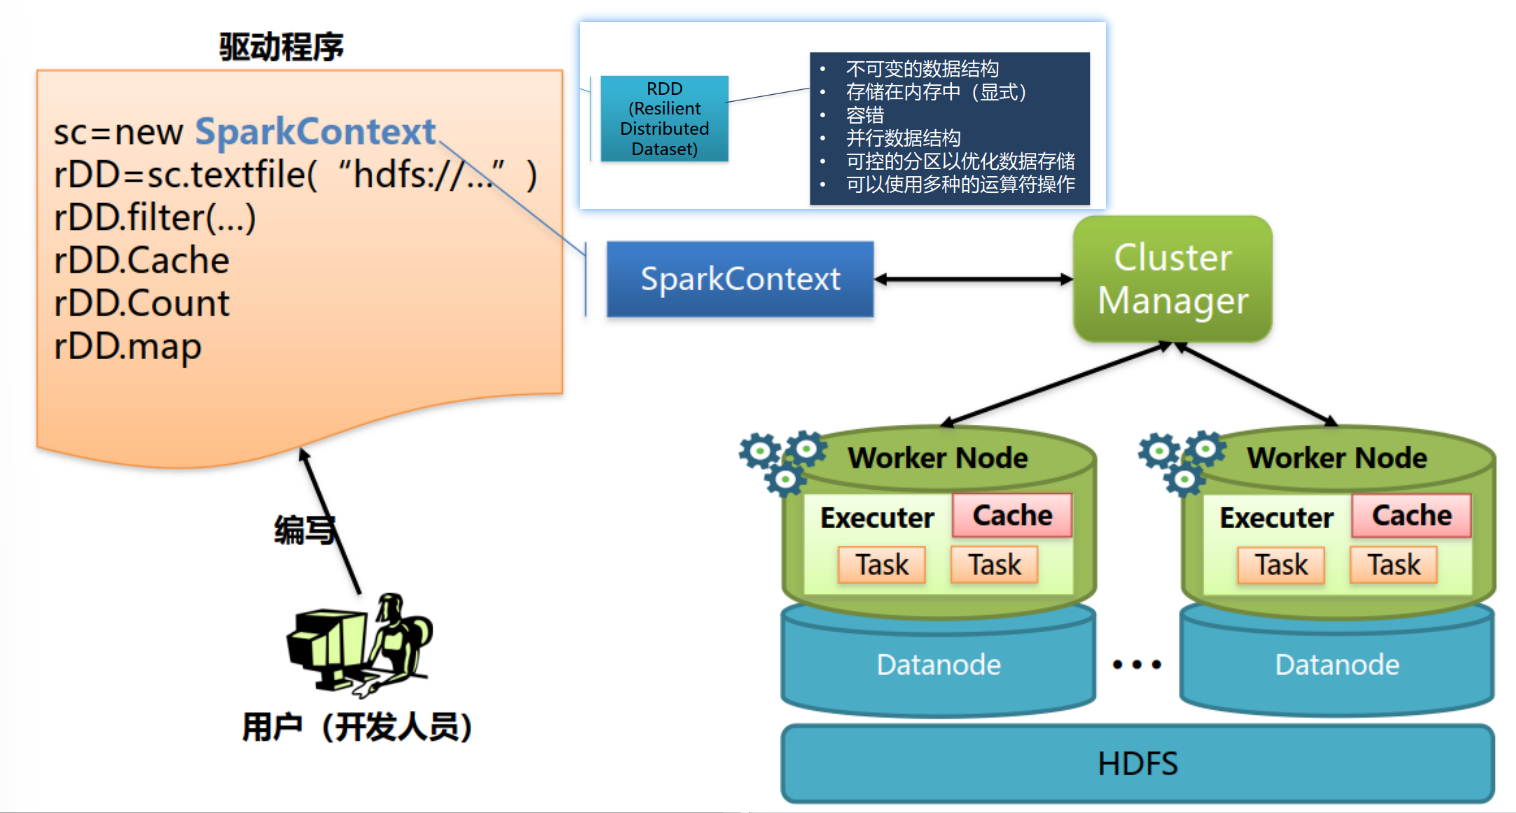 驱动程序
sc=new SparkContext
rDD=sc.textfile(“hdfs://...”)
rDD.filter(...)
rDD.Cache
rDD.Count
rDD.map
编写
用户（开发人员）
RDD
(Resilient
Distributed
Dataset)
• 不可变的数据结构
• 存储在内存中（显式）
• 容错
• 并行数据结构
• 可控的分区以优化数据存储
• 可以使用多种的运算符操作
SparkContext
Cluster
Manager
Worker Node
Executer
Cache
Task
Task
Datanode
•••
Worker Node
Executer
Cache
Task
Task
Datanode
HDFS